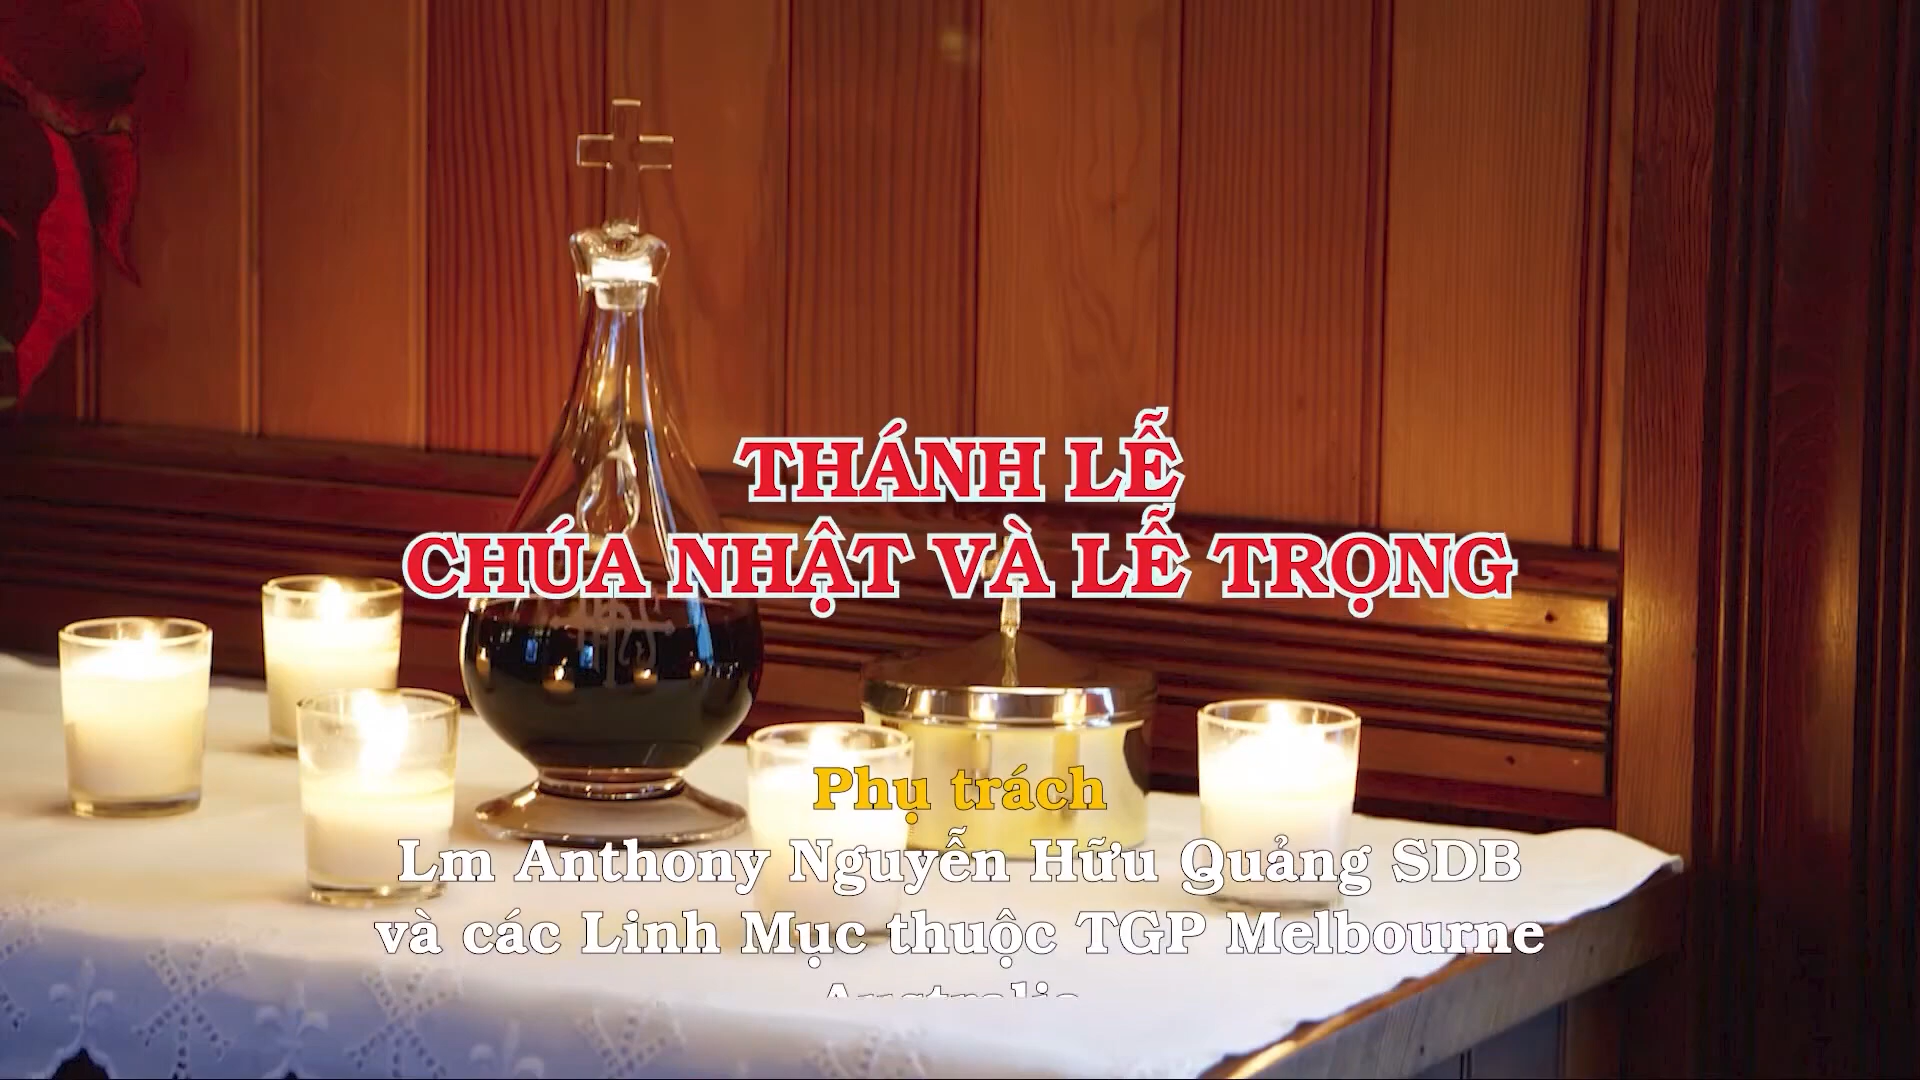 THÁNH LỄ
CHÚA NHẬT VÀ LỄ TRỌNG
Phụ trách
Lm Anthony Nguyễn Hữu Quảng SDB
và các Linh Mục thuộc TGP Melbourne
Australia